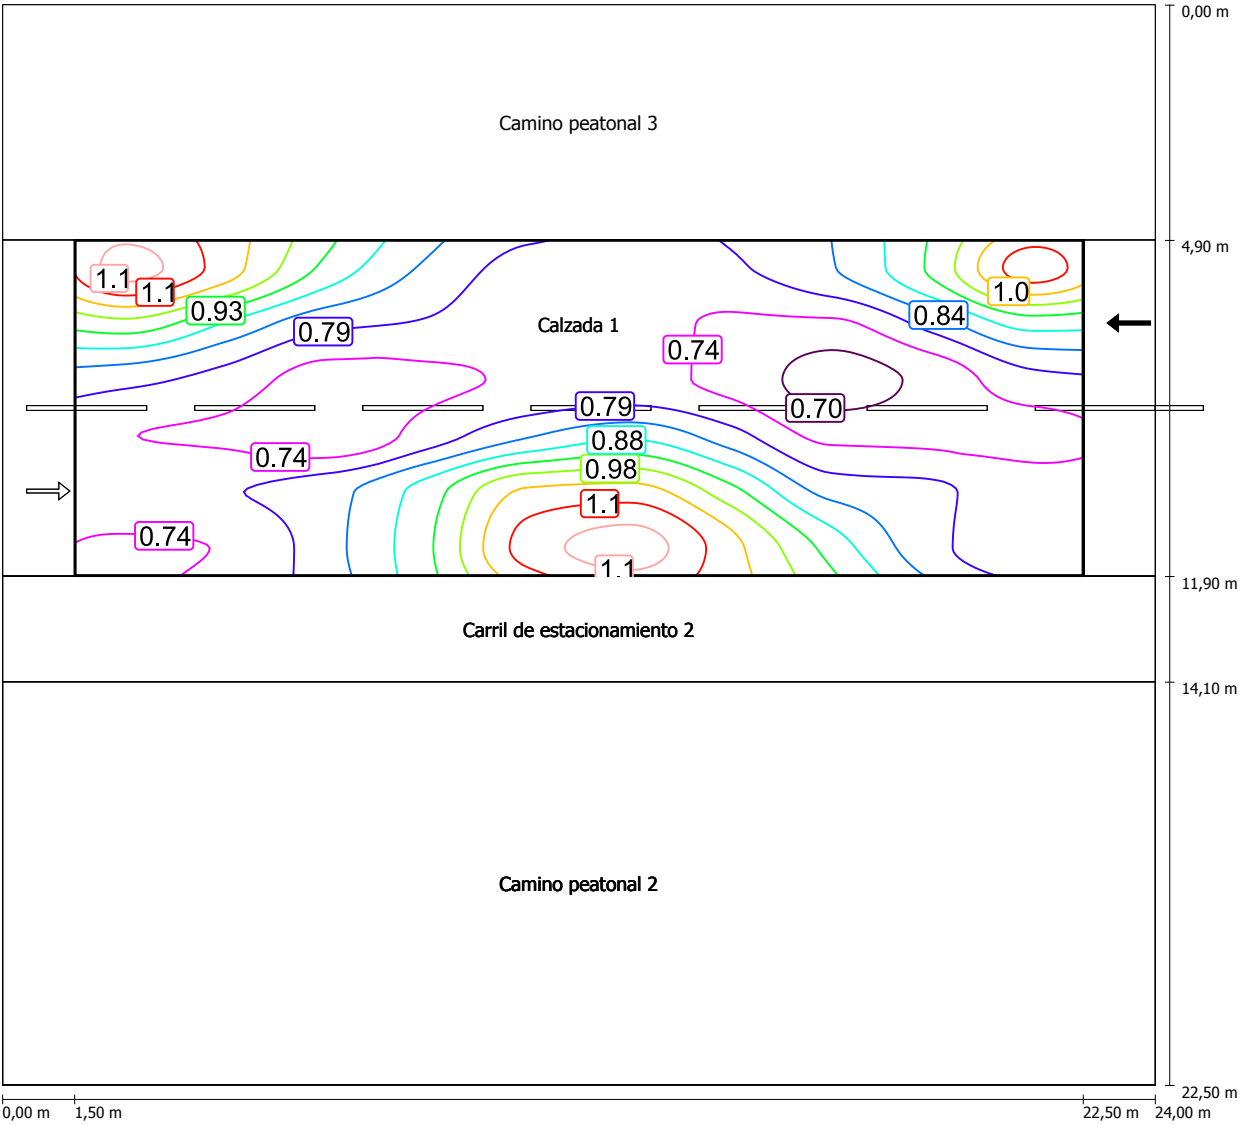 0,00 m
Camino peatonal 3
4,90 m
1.1
1.1
1.0
0.93
0.84
Calzada 1
0.79
0.74
0.79
0.70
0.88
0.74
0.98
1.1
0.74
1.1
11,90 m
Carril de estacionamiento 2
14,10 m
Camino peatonal 2
22,50 m
0,00 m
1,50 m
22,50 m
24,00 m